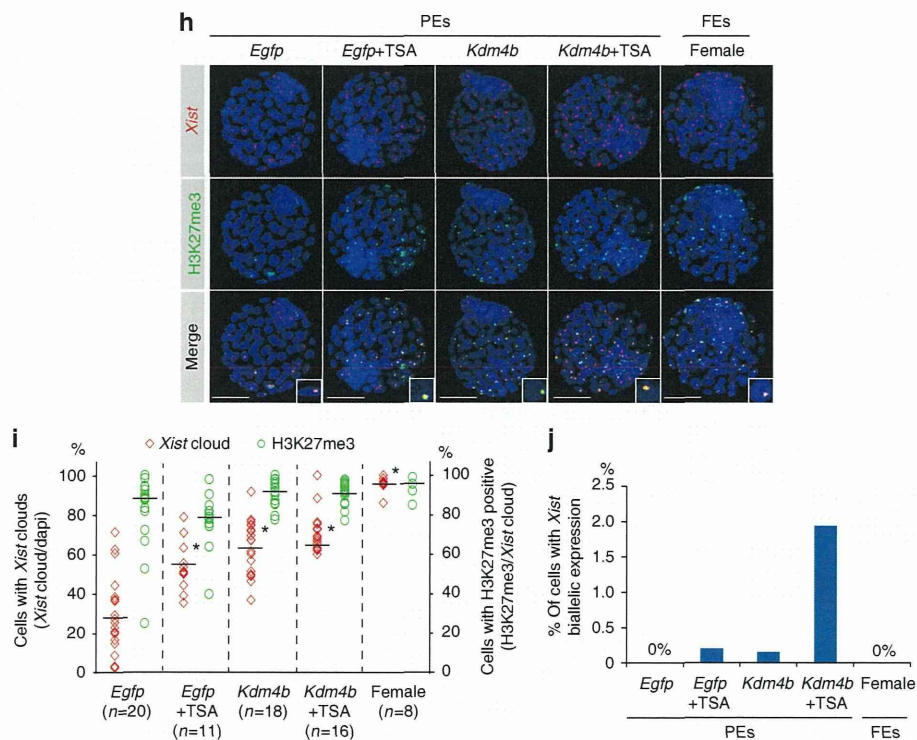 h
PEs
FEs
Egfp
Egfp+TSA
Kdm4b
Kdm4b+TSA
Female
Xist
H3K27me3
Merge
i
% Xist cloud H3K27me3 %
Cells with Xist clouds
(Xist cloud/dapi)
100
80
60
40
20
0
*
*
*
*
100
80
60
40
20
0
Cells with H3K27me3 positive
(H3K27me3/Xist cloud)
Egfp
(n=20)
Egfp
+TSA
(n=11)
Kdm4b
(n=18)
Kdm4b
+TSA
(n=16)
Female
(n=8)
j
%
% Of cells with Xist
biallelic expression
2.5
2.0
1.5
1.0
0.5
0
0%
0%
Egfp
Egfp
+TSA
Kdm4b
Kdm4b
+TSA
Female
PEs
FEs